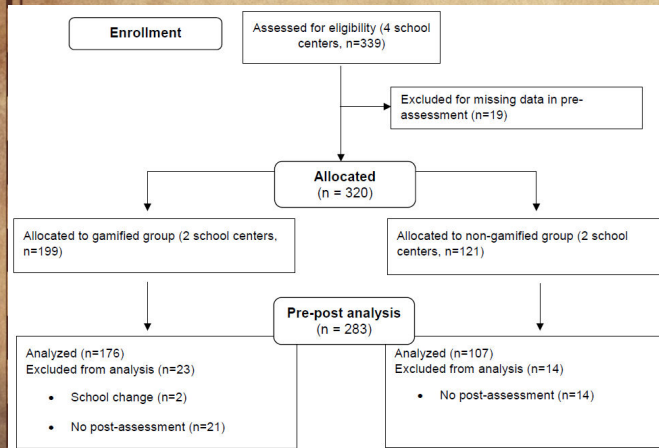 Enrollment
Assessed for eligibility (4 school
centers, n=339)
Excluded for missing data in pre-
assessment (n=19)
Allocated
(n = 320)
Allocated to gamified group (2 school centers,
n=199)
Allocated to non-gamified group (2 school
centers, n=121)
Pre-post analysis
(n = 283)
Analyzed (n=176)
Excluded from analysis (n=23)
• School change (n=2)
• No post-assessment (n=21)
Analyzed (n=107)
Excluded from analysis (n=14)
• No post-assessment (n=14)